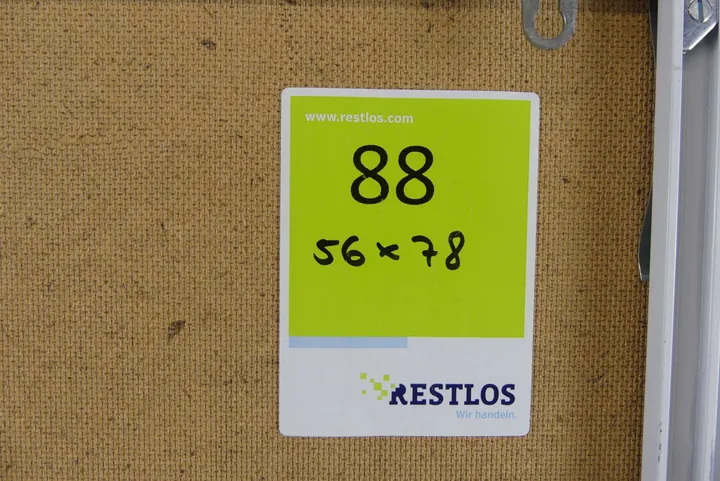 www.restlos.com
88
56 x 78
RESTLOS
Wir handeln.